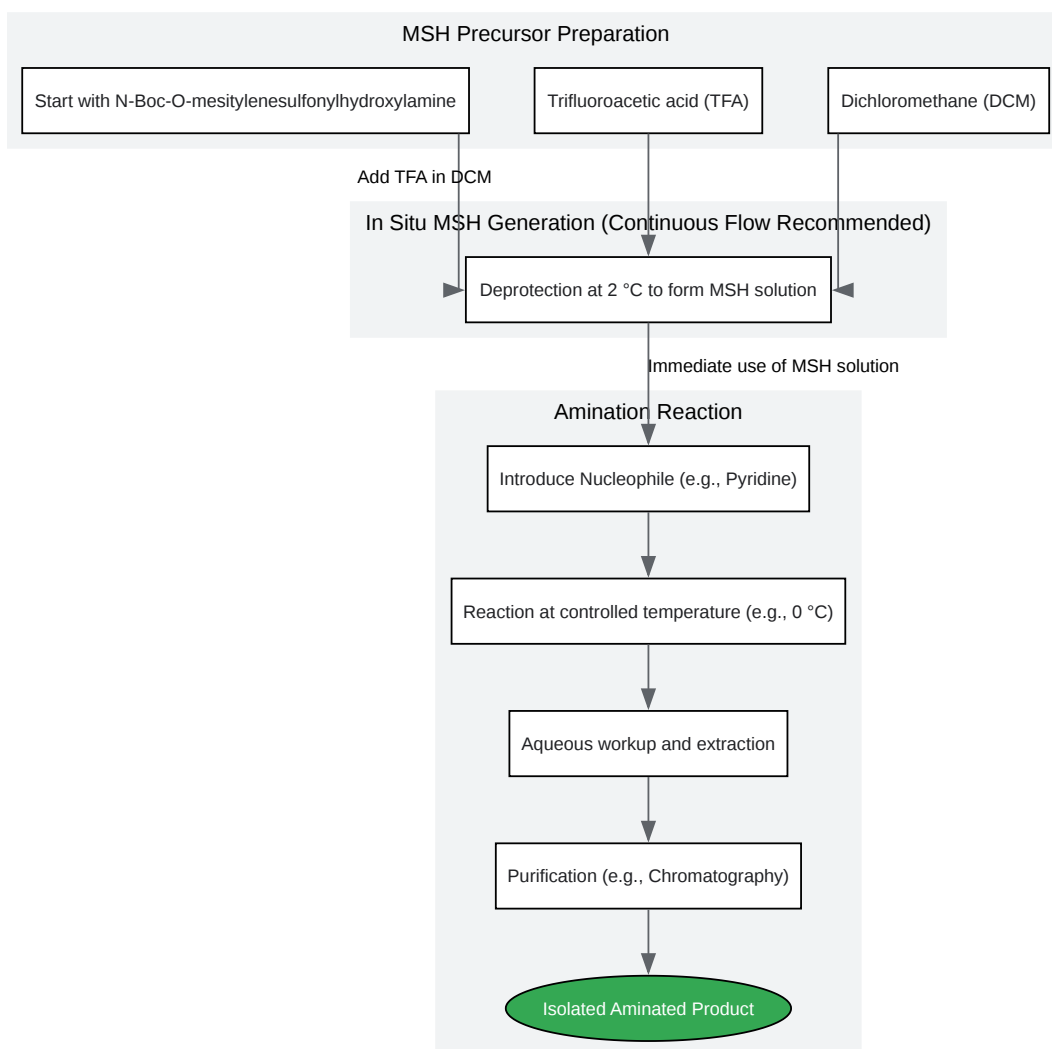 MSH Precursor Preparation
Start with N-Boc-O-mesitylenesulfonylhydroxylamine
Trifluoroacetic acid (TFA)
Dichloromethane (DCM)
Add TFA in DCM
In Situ MSH Generation (Continuous Flow Recommended)
Deprotection at 2 °C to form MSH solution
Immediate use of MSH solution
Amination Reaction
Introduce Nucleophile (e.g., Pyridine)
Reaction at controlled temperature (e.g., 0 °C)
Aqueous workup and extraction
Purification (e.g., Chromatography)
Isolated Aminated Product